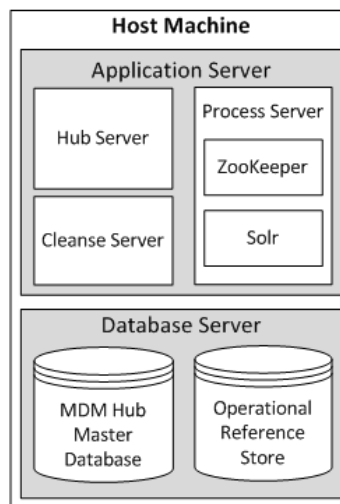 Host Machine
Application Server
Hub Server
Cleanse Server
Process Server
ZooKeeper
Solr
Database Server
MDM Hub
Master
Database
Operational
Reference
Store